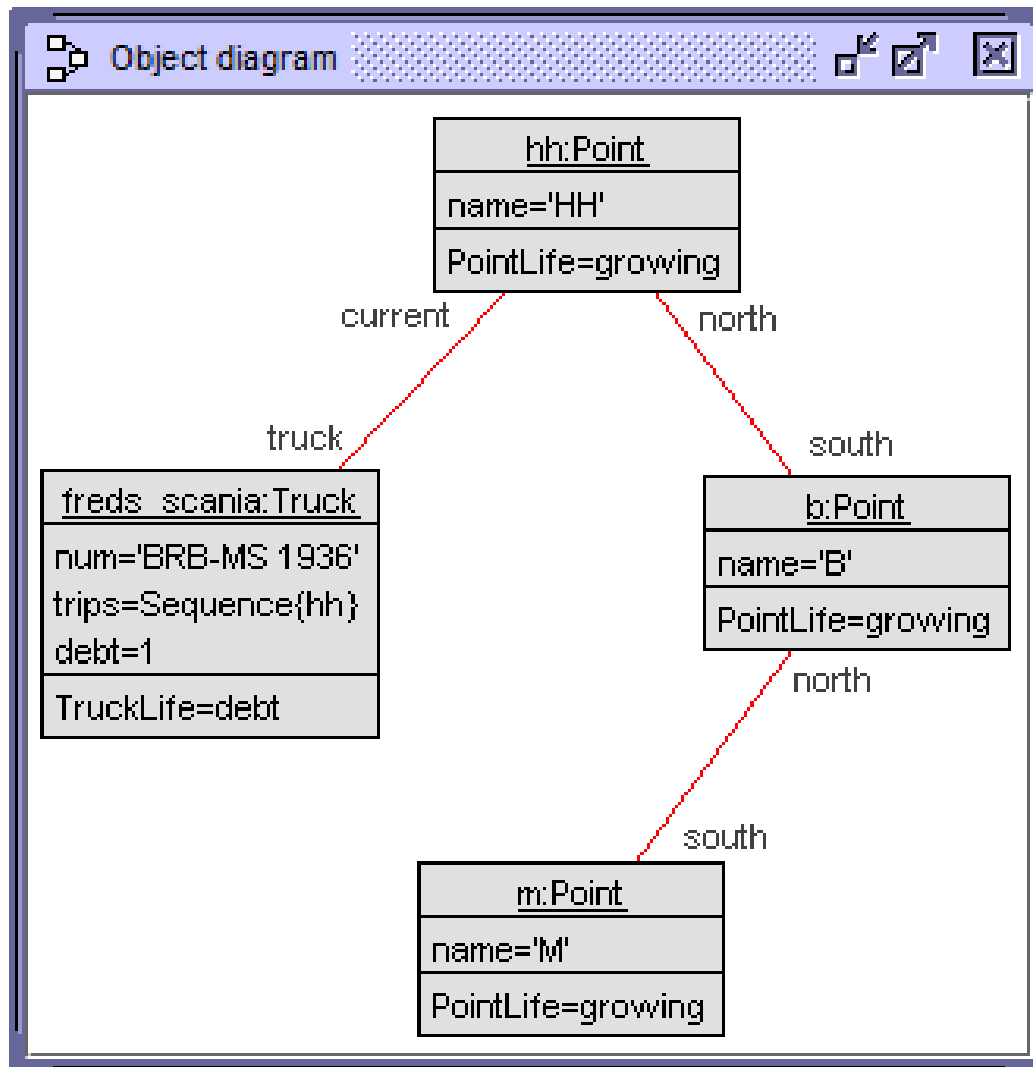 Object diagram
hh:Point
name='HH'
PointLife=growing
current
north
truck
south
freds_scania:Truck
num='BRB-MS 1936'
trips=Sequence{hh}
debt=1
TruckLife=debt
b:Point
name='B'
PointLife=growing
north
south
m:Point
name='M'
PointLife=growing